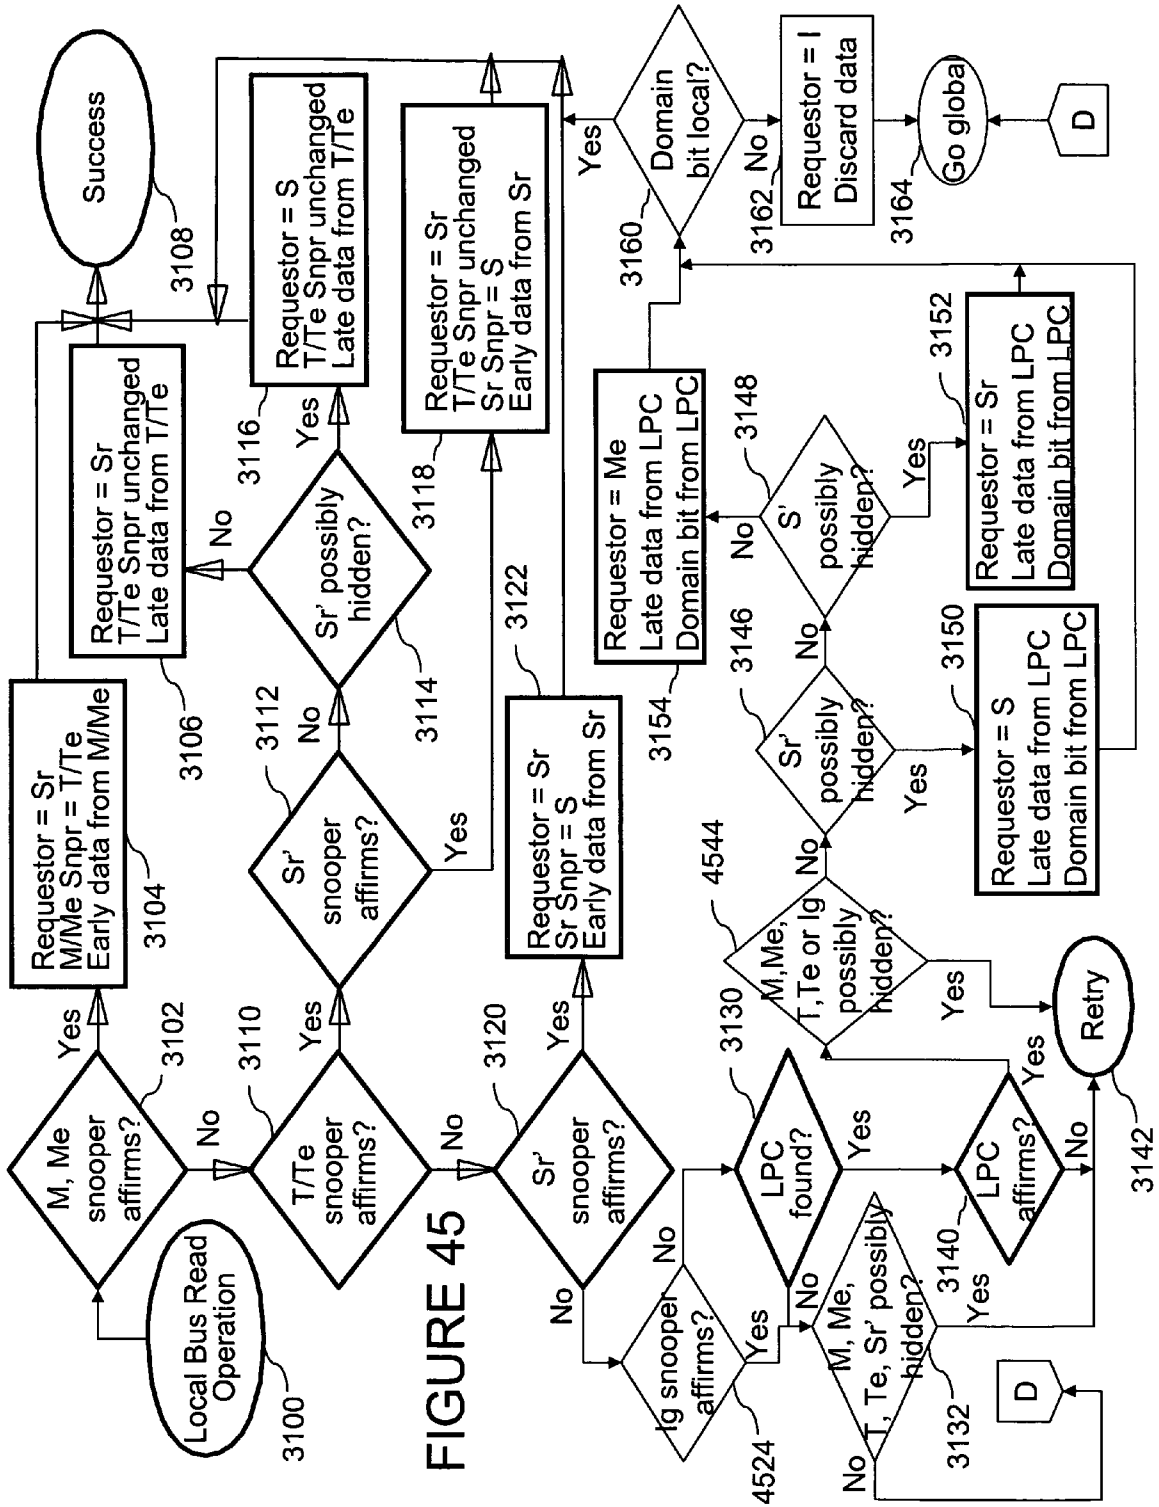 Local Bus Read
Operation
3100
M, Me
snooper
affirms?
3102
Yes
No
Requestor = Sr
M/Me Snpr = T/Te
Early data from M/Me
3104
Success
3108
T/Te
snooper
affirms?
3110
Yes
No
Sr'
snooper
affirms?
3112
No
Yes
Sr' possibly
hidden?
3114
No
Yes
Requestor = Sr
T/Te Snpr unchanged
Late data from T/Te
3106
Requestor = S
T/Te Snpr unchanged
Late data from T/Te
3116
Requestor = Sr
T/Te Snpr unchanged
Sr Snpr = S
Early data from Sr
3118
Sr'
snooper
affirms?
3120
Yes
No
Requestor = Sr
Sr Snpr = S
Early data from Sr
3122
FIGURE 45
Ig snooper
affirms?
4524
No
Yes
LPC
found?
3130
No
Yes
M, Me,
T, Te, Sr' possibly
hidden?
3132
No
Yes
D
LPC
affirms?
3140
Yes
No
Retry
3142
M,Me,
T,Te or Ig
possibly
hidden?
4544
No
Yes
Sr'
possibly
hidden?
3146
No
Yes
S'
possibly
hidden?
3148
No
Yes
Requestor = S
Late data from LPC
Domain bit from LPC
3150
Requestor = Sr
Late data from LPC
Domain bit from LPC
3152
Requestor = Me
Late data from LPC
Domain bit from LPC
3154
Domain
bit local?
3160
Yes
No
Requestor = I
Discard data
3162
Go global
3164
D